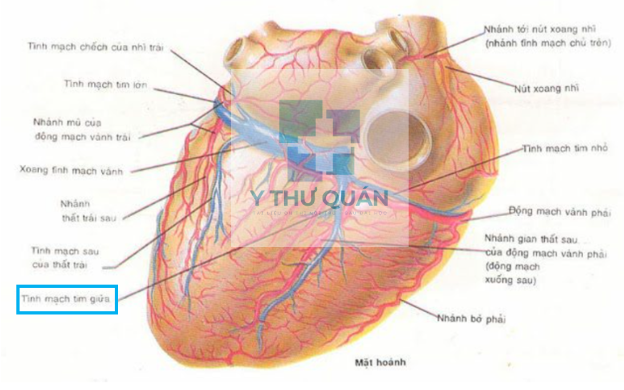 Tĩnh mạch chếch của nhĩ trái
Tĩnh mạch tim lớn
Nhánh mũ của
động mạch vành trái
Xoang tĩnh mạch vành
Nhánh
thất trái sau
Tĩnh mạch sau
của thất trái
Tĩnh mạch tim giữa
Nhánh tới nút xoang nhĩ
(nhánh tĩnh mạch chủ trên)
Nút xoang nhĩ
Tĩnh mạch tim nhỏ
Động mạch vành phải
Nhánh gian thất sau
của động mạch vành phải
(động mạch
xuống sau)
Nhánh bờ phải
Mặt hoành
Y THƯ QUÁN